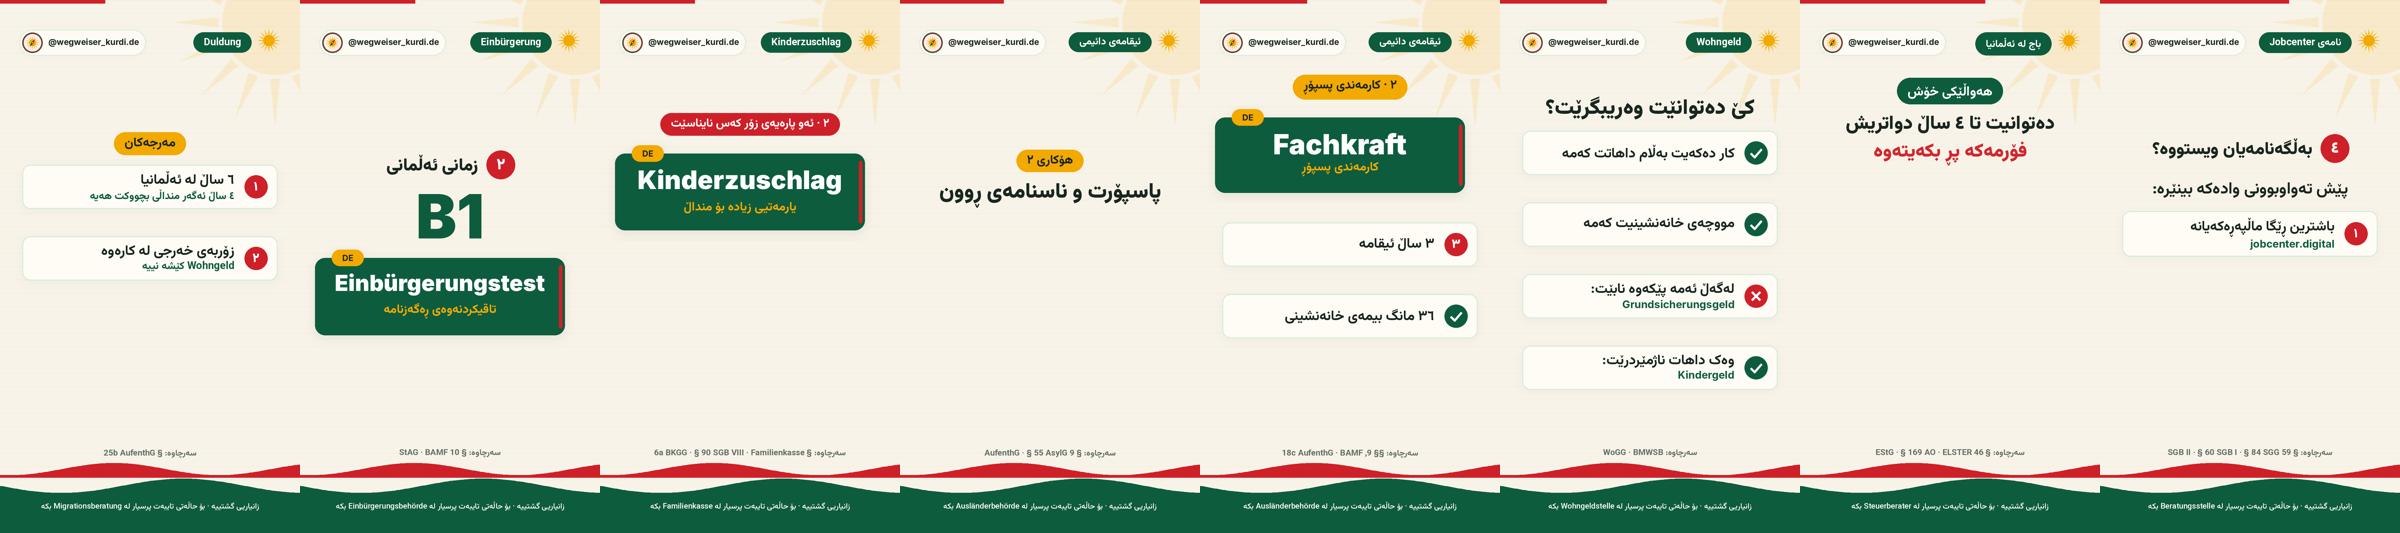 @wegweiser_kurdi.de
Duldung
مەرجەکان
١
٦ ساڵ لە ئەڵمانیا
٤ ساڵ ئەگەر منداڵی بچووکت هەیە
٢
زۆربەی خەرجی لە کارەوە
Wohngeld کێشە نییە
سەرچاوە: § 25b AufenthG
زانیاریی گشتییە · بۆ حاڵەتی تایبەت پرسیار لە Migrationsberatung بکە
@wegweiser_kurdi.de
Einbürgerung
٢ زمانی ئەڵمانی
B1
DE
Einbürgerungstest
تاقیکردنەوەی ڕەگەزنامە
سەرچاوە: § 10 StAG · BAMF
زانیاریی گشتییە · بۆ حاڵەتی تایبەت پرسیار لە Einbürgerungsbehörde بکە
@wegweiser_kurdi.de
Kinderzuschlag
٢ · ئەو پارەیەی زۆر کەس نایناسێت
DE
Kinderzuschlag
یارمەتیی زیادە بۆ منداڵ
سەرچاوە: § 6a BKGG · § 90 SGB VIII · Familienkasse
زانیاریی گشتییە · بۆ حاڵەتی تایبەت پرسیار لە Familienkasse بکە
@wegweiser_kurdi.de
ئیقامەی دائیمی
هۆکاری ٢
پاسپۆرت و ناسنامەی ڕوون
سەرچاوە: § 9 AufenthG · § 55 AsylG
زانیاریی گشتییە · بۆ حاڵەتی تایبەت پرسیار لە Ausländerbehörde بکە
@wegweiser_kurdi.de
ئیقامەی دائیمی
٢ · کارمەندی پسپۆڕ
DE
Fachkraft
کارمەندی پسپۆڕ
٣
٣ ساڵ ئیقامە
٣٦ مانگ بیمەی خانەنشینی
سەرچاوە: §§ 9, 18c AufenthG · BAMF
زانیاریی گشتییە · بۆ حاڵەتی تایبەت پرسیار لە Ausländerbehörde بکە
@wegweiser_kurdi.de
Wohngeld
کێ دەتوانێت وەریبگرێت؟
کار دەکەیت بەڵام داهاتت کەمە
مووچەی خانەنشینیت کەمە
لەگەڵ ئەمە پێکەوە نابێت:
Grundsicherungsgeld
وەک داهات ناژمێردرێت:
Kindergeld
سەرچاوە: WoGG · BMWSB
زانیاریی گشتییە · بۆ حاڵەتی تایبەت پرسیار لە Wohngeldstelle بکە
@wegweiser_kurdi.de
باج لە ئەڵمانیا
هەواڵێکی خۆش
دەتوانیت تا ٤ ساڵ دواتریش
فۆرمەکە پڕ بکەیتەوە
سەرچاوە: § 46 EStG · § 169 AO · ELSTER
زانیاریی گشتییە · بۆ حاڵەتی تایبەت پرسیار لە Steuerberater بکە
@wegweiser_kurdi.de
نامەی Jobcenter
٤ بەڵگەنامەیان ویستووە؟
پێش تەواوبوونی وادەکە بینێرە:
١
باشترین ڕێگا ماڵپەڕەکەیانە
jobcenter.digital
سەرچاوە: § 59 SGB II · § 60 SGB I · § 84 SGG
زانیاریی گشتییە · بۆ حاڵەتی تایبەت پرسیار لە Beratungsstelle بکە